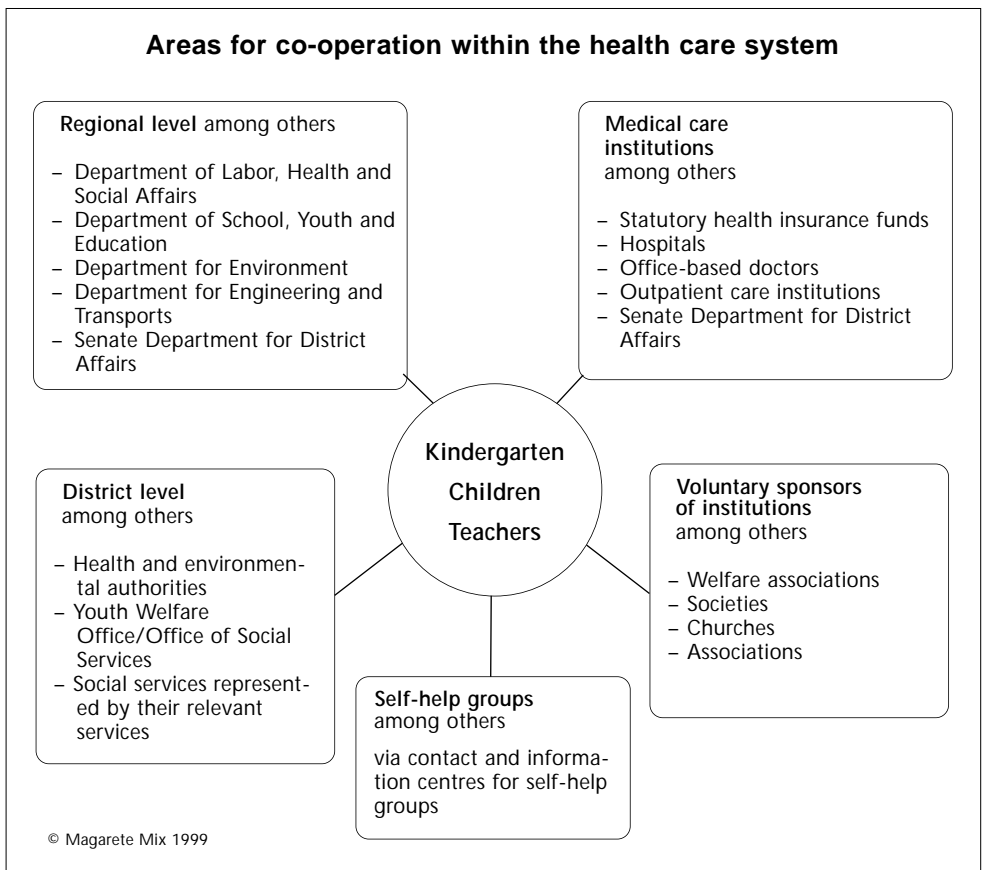 Areas for co-operation within the health care system
Regional level among others
– Department of Labor, Health and
Social Affairs
– Department of School, Youth and
Education
– Department for Environment
– Department for Engineering and
Transports
– Senate Department for District
Affairs
Medical care
institutions
among others
– Statutory health insurance funds
– Hospitals
– Office-based doctors
– Outpatient care institutions
– Senate Department for District
Affairs
Kindergarten
Children
Teachers
District level
among others
– Health and environmen-
tal authorities
– Youth Welfare
Office/Office of Social
Services
– Social services represent-
ed by their relevant
services
Voluntary sponsors
of institutions
among others
– Welfare associations
– Societies
– Churches
– Associations
Self-help groups
among others
via contact and informa-
tion centres for self-help
groups
© Magarete Mix 1999